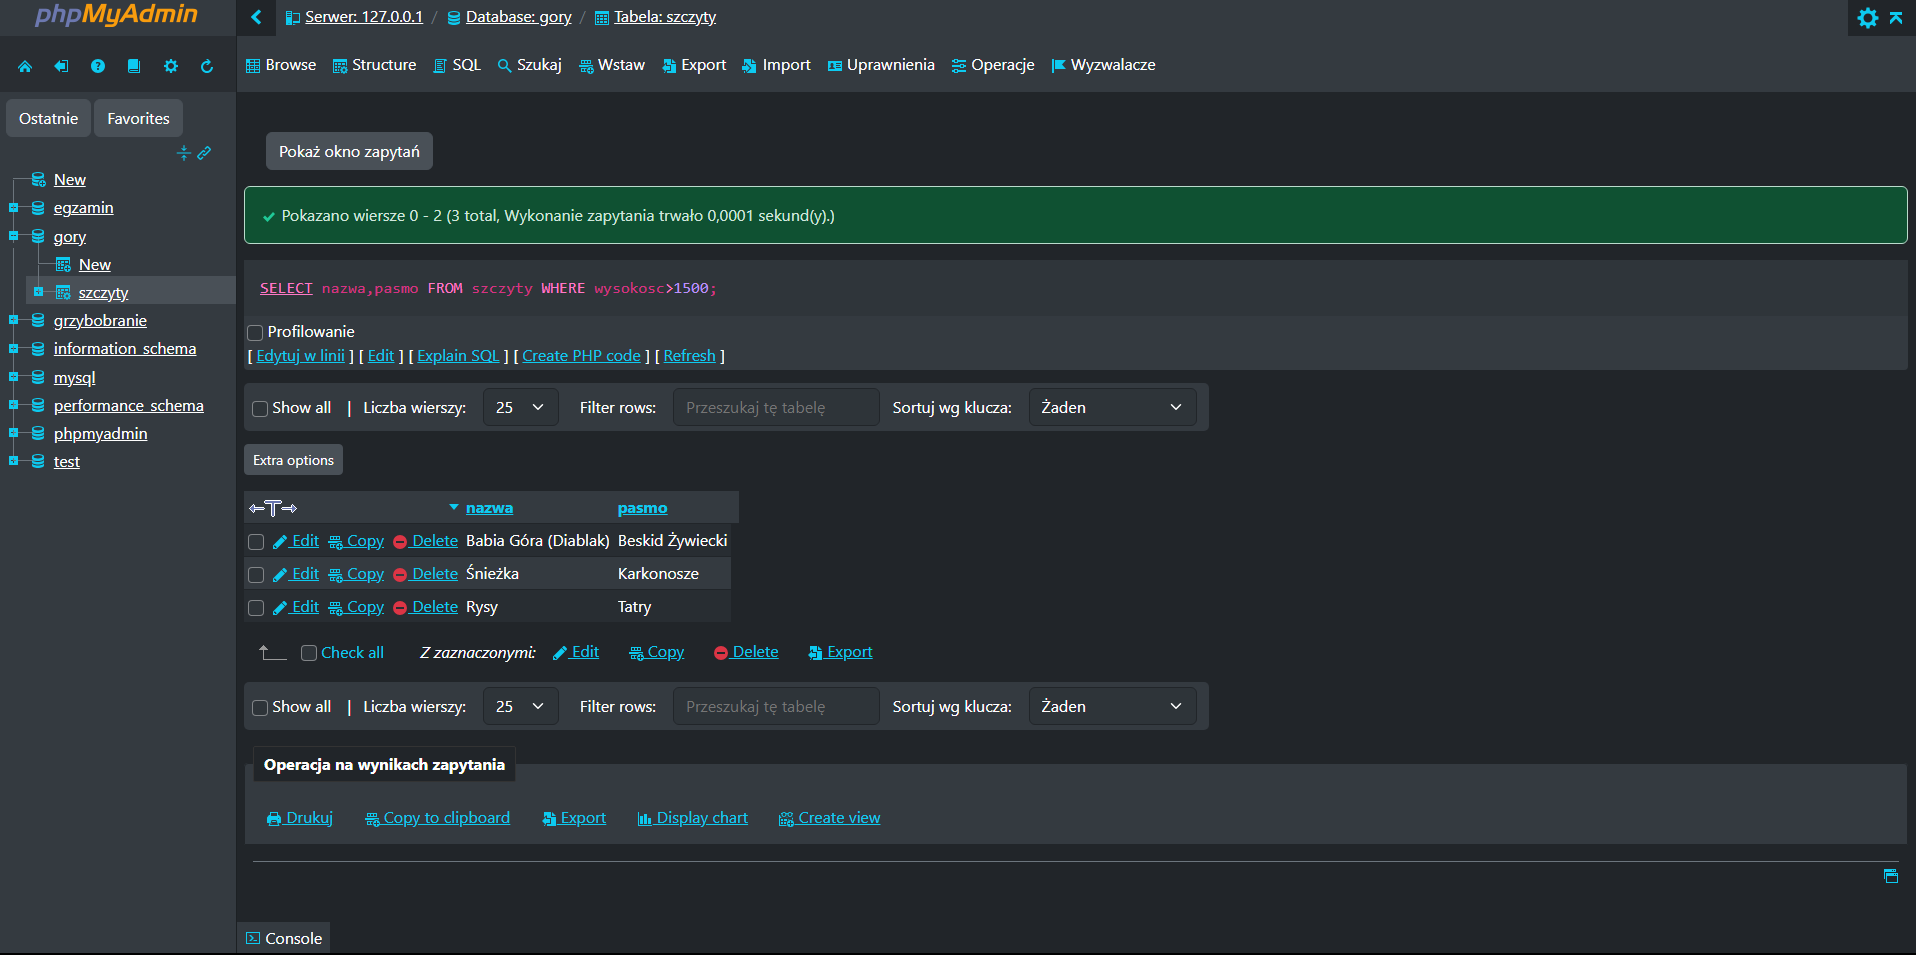 phpMyAdmin
Serwer: 127.0.0.1 / Database: gory / Tabela: szczyty
Browse Structure SQL Szukaj Wstaw Export Import Uprawnienia Operacje Wyzwalacze
Ostatnie Favorites
New
egzamin
gory
New
szczyty
grzybobranie
information_schema
mysql
performance_schema
phpmyadmin
test
Pokaż okno zapytań
Pokazano wiersze 0 - 2 (3 total, Wykonanie zapytania trwało 0,0001 sekund(y).)
SELECT nazwa,pasmo FROM szczyty WHERE wysokosc>1500;
Profilowanie
[ Edytuj w linii ] [ Edit ] [ Explain SQL ] [ Create PHP code ] [ Refresh ]
Show all | Liczba wierszy: 25 Filter rows: Przeszukaj tę tabelę Sortuj wg klucza: Żaden
Extra options
nazwa pasmo
Edit Copy Delete Babia Góra (Diablak) Beskid Żywiecki
Edit Copy Delete Śnieżka Karkonosze
Edit Copy Delete Rysy Tatry
Check all Z zaznaczonymi: Edit Copy Delete Export
Show all | Liczba wierszy: 25 Filter rows: Przeszukaj tę tabelę Sortuj wg klucza: Żaden
Operacja na wynikach zapytania
Drukuj Copy to clipboard Export Display chart Create view
Console